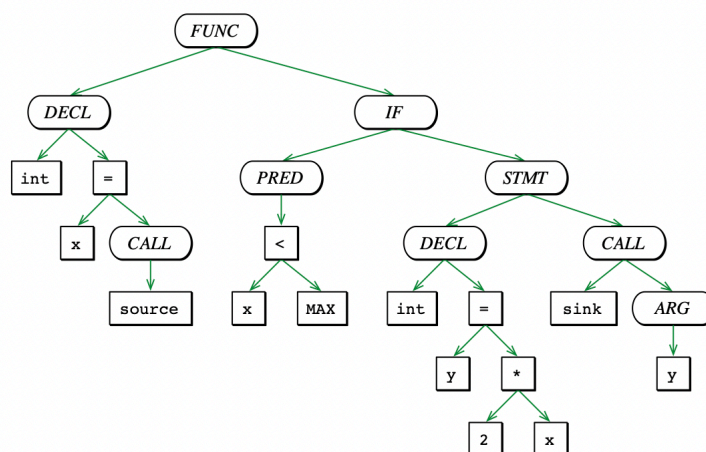 FUNC
DECL IF
int = PRED STMT
x CALL < DECL CALL
source x MAX int = sink ARG
y * y
2 x